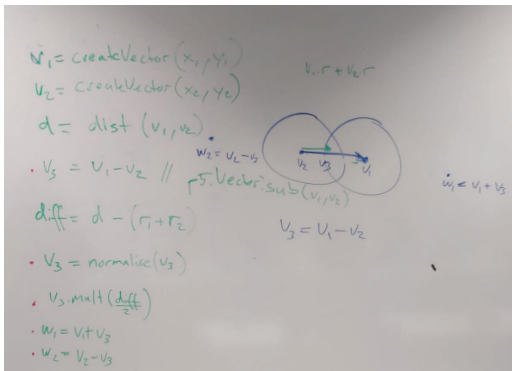 v₁ = createVector(x₁, y₁)
v₂ = createVector(x₂, y₂)
d = dist(v₁, v₂)
• v₃ = v₁ - v₂ // p5.Vector.sub(v₁, v₂)
diff = d - (r₁ + r₂)
• v₃ = normalise(v₃)
• v₃.mult(diff/2)
• w₁ = v₁ + v₃
• w₂ = v₂ - v₃
v₁.r + v₂.r
w₂ = v₂ - v₃
v₂
v₃
v₁
w₁ = v₁ + v₃
v₃ = v₁ - v₂